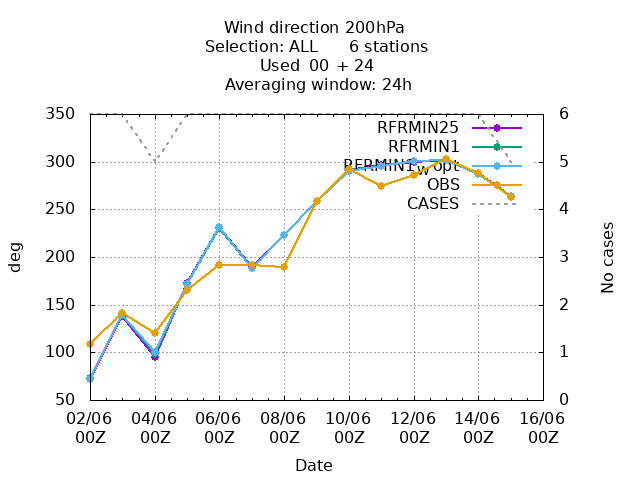 Wind direction 200hPa
Selection: ALL      6 stations
Used  00 + 24
Averaging window: 24h
350 6
300 5
250 4
200 3
150 2
100 1
50 0
RFRMIN25
RFRMIN1
RFRMIN1wopt
OBS
CASES
deg
No cases
02/06 04/06 06/06 08/06 10/06 12/06 14/06 16/06
00Z 00Z 00Z 00Z 00Z 00Z 00Z 00Z
Date